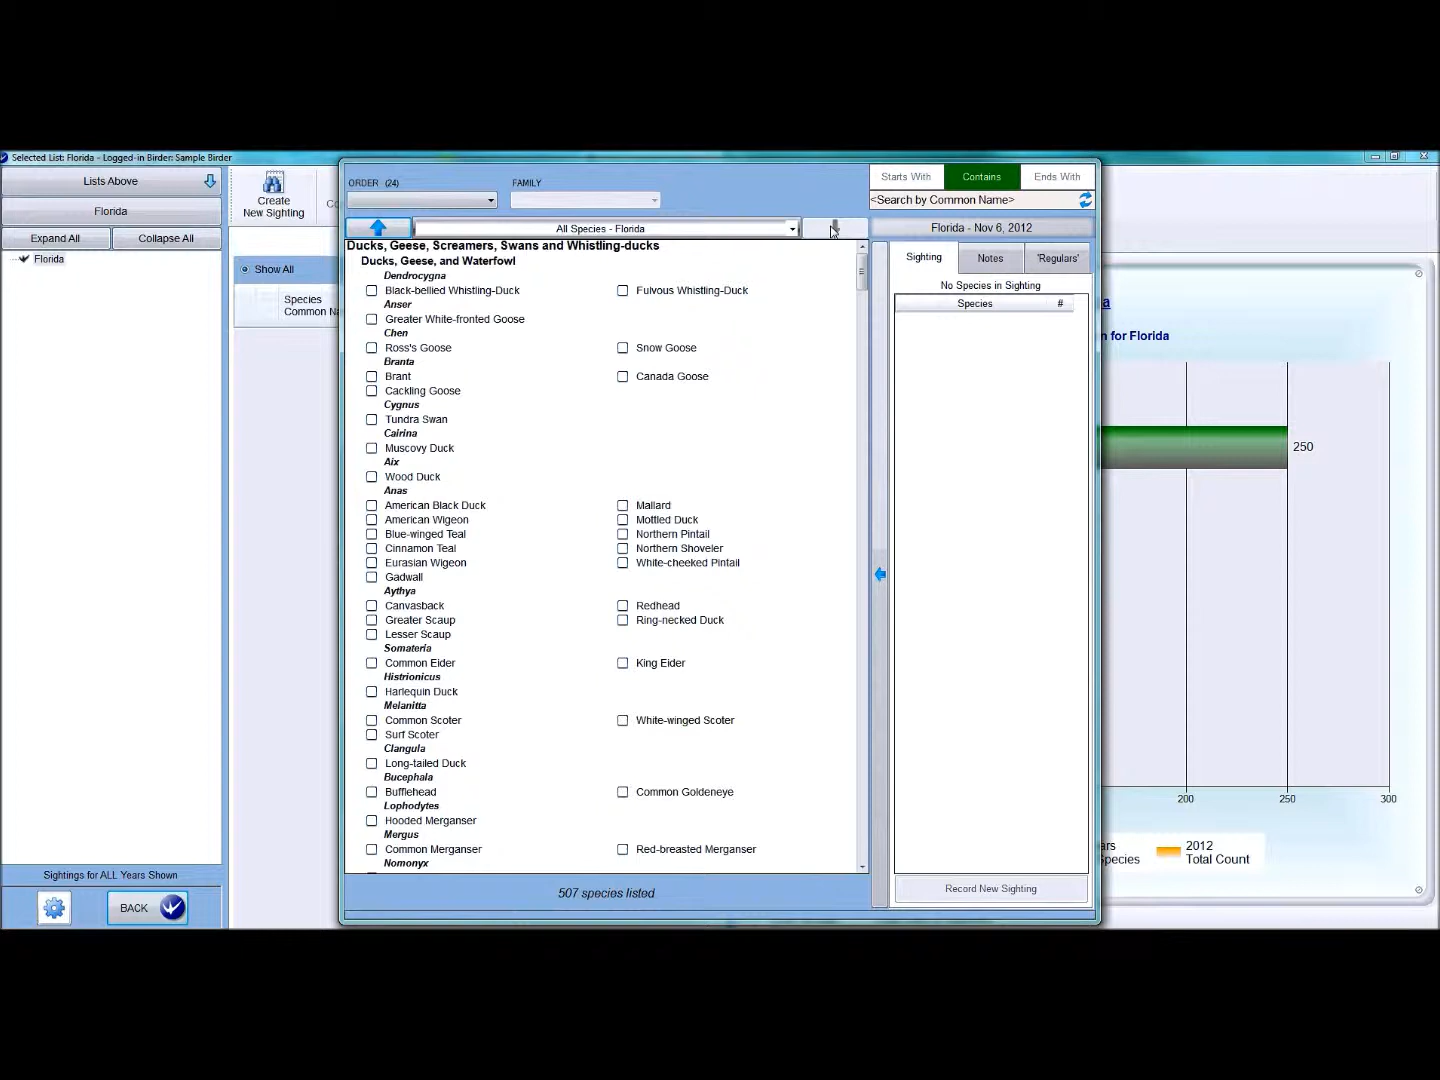 Selected List: Florida - Logged-in Birder: Sample Birder
Lists Above
Florida
Expand All Collapse All
Florida
Sightings for ALL Years Shown
BACK
Create
New Sighting
Show All
Species
Common
ORDER (24) FAMILY
All Species - Florida
Ducks, Geese, Screamers, Swans and Whistling-ducks
Ducks, Geese, and Waterfowl
Dendrocygna
Black-bellied Whistling-Duck Fulvous Whistling-Duck
Anser
Greater White-fronted Goose
Chen
Ross's Goose Snow Goose
Branta
Brant Canada Goose
Cackling Goose
Cygnus
Tundra Swan
Cairina
Muscovy Duck
Aix
Wood Duck
Anas
American Black Duck Mallard
American Wigeon Mottled Duck
Blue-winged Teal Northern Pintail
Cinnamon Teal Northern Shoveler
Eurasian Wigeon White-cheeked Pintail
Gadwall
Aythya
Canvasback Redhead
Greater Scaup Ring-necked Duck
Lesser Scaup
Somateria
Common Eider King Eider
Histrionicus
Harlequin Duck
Melanitta
Common Scoter White-winged Scoter
Surf Scoter
Clangula
Long-tailed Duck
Bucephala
Bufflehead Common Goldeneye
Lophodytes
Hooded Merganser
Mergus
Common Merganser Red-breasted Merganser
Nomonyx
507 species listed
Starts With Contains Ends With
<Search by Common Name>
Florida - Nov 6, 2012
Sighting Notes 'Regulars'
No Species in Sighting
Species #
Record New Sighting
a
n for Florida
250
200 250 300
ars
Species
2012
Total Count